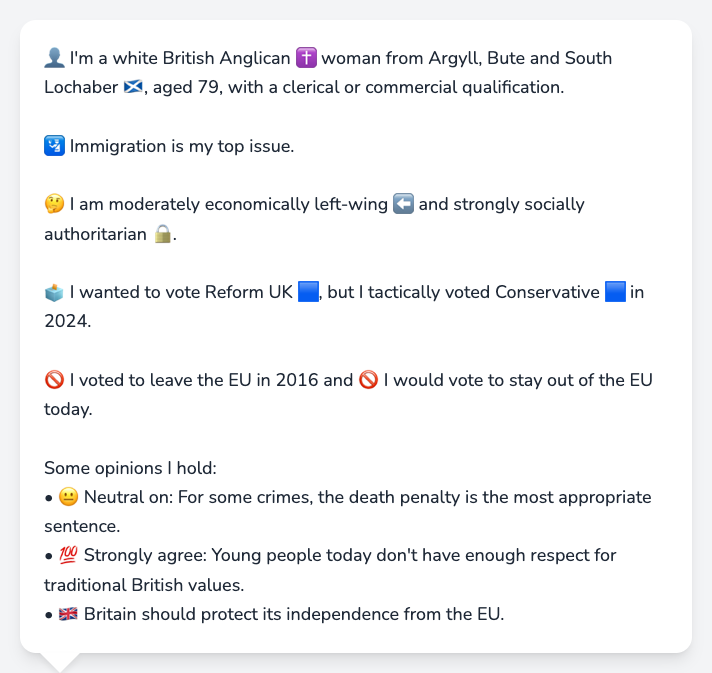 👤 I'm a white British Anglican ✝️ woman from Argyll, Bute and South
Lochaber 🏴󠁧󠁢󠁳󠁣󠁴󠁿, aged 79, with a clerical or commercial qualification.
🛂 Immigration is my top issue.
🤔 I am moderately economically left-wing ⬅️ and strongly socially
authoritarian 🔒.
🗳️ I wanted to vote Reform UK 🟦, but I tactically voted Conservative 🟦 in
2024.
🚫 I voted to leave the EU in 2016 and 🚫 I would vote to stay out of the EU
today.
Some opinions I hold:
• 😐 Neutral on: For some crimes, the death penalty is the most appropriate
sentence.
• 💯 Strongly agree: Young people today don't have enough respect for
traditional British values.
• 🇬🇧 Britain should protect its independence from the EU.